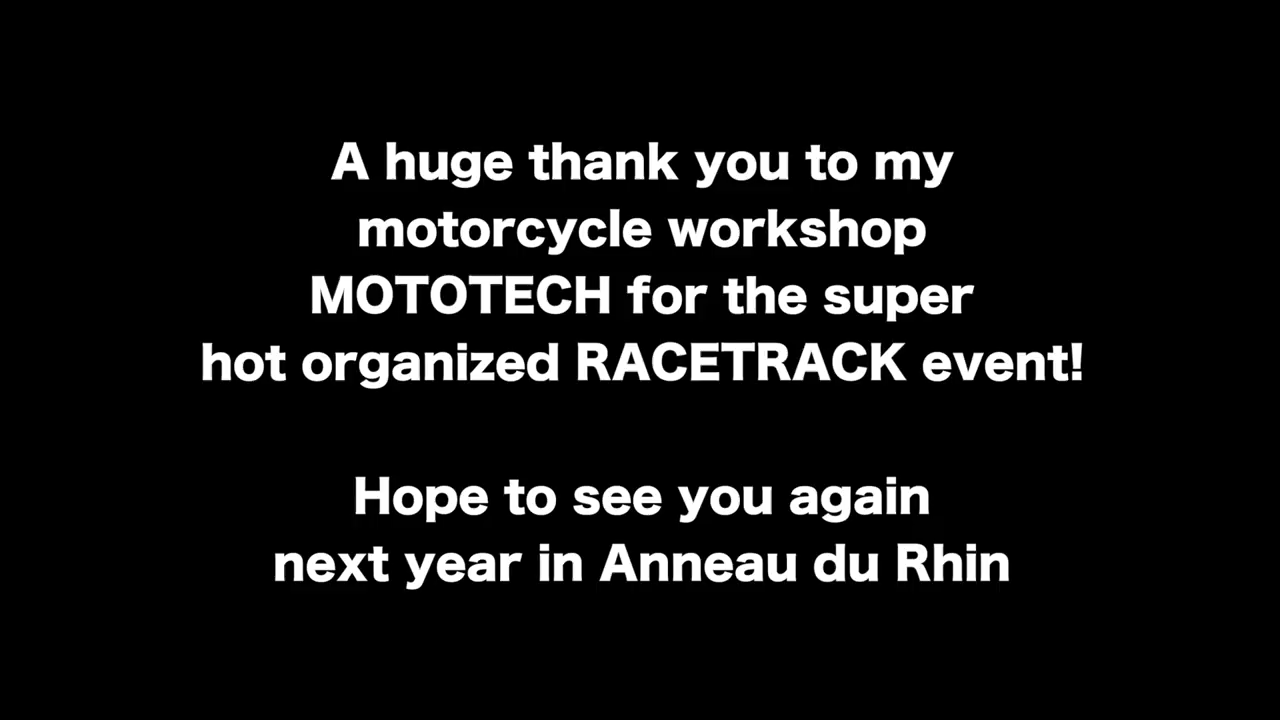 A huge thank you to my
motorcycle workshop
MOTOTECH for the super
hot organized RACETRACK event!
Hope to see you again
next year in Anneau du Rhin